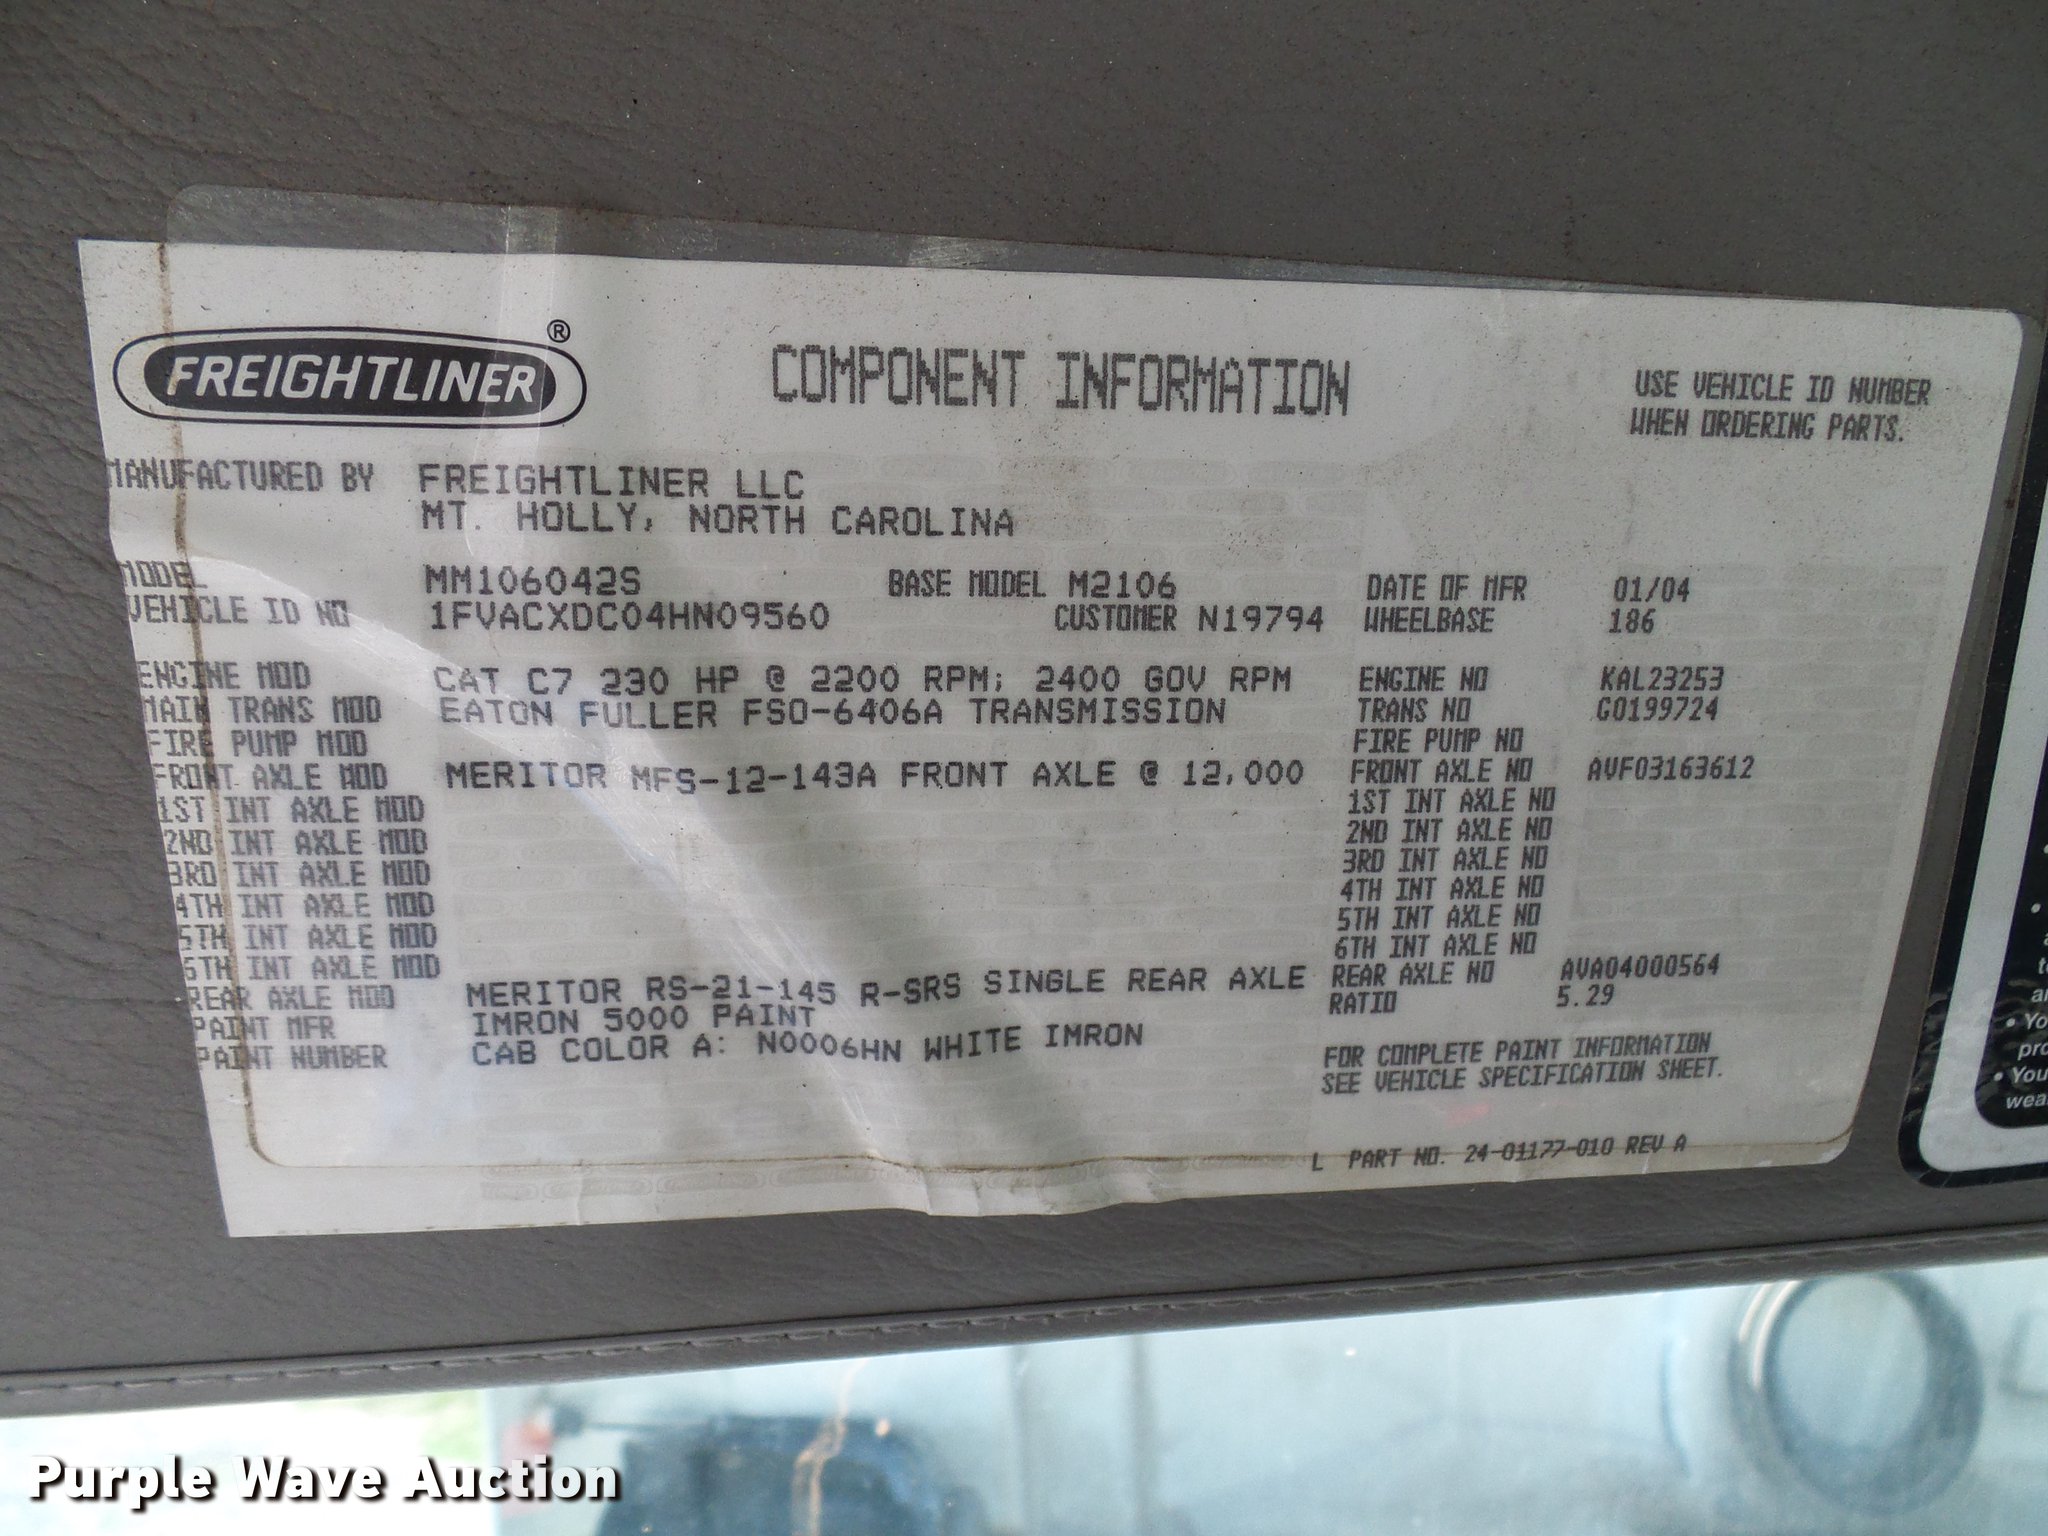 FREIGHTLINER®
COMPONENT INFORMATION
USE VEHICLE ID NUMBER
WHEN ORDERING PARTS.
MANUFACTURED BY FREIGHTLINER LLC
MT. HOLLY, NORTH CAROLINA
MODEL MM106042S BASE MODEL M2106 DATE OF MFR 01/04
VEHICLE ID NO 1FVACXDC04HN09560 CUSTOMER N19794 WHEELBASE 186
ENGINE MOD CAT C7 230 HP @ 2200 RPM; 2400 GOV RPM ENGINE NO KAL23253
MAIN TRANS MOD EATON FULLER FSO-6406A TRANSMISSION TRANS NO G0199724
FIRE PUMP MOD FIRE PUMP NO
FRONT AXLE MOD MERITOR MFS-12-143A FRONT AXLE @ 12,000 FRONT AXLE NO AVF03163612
1ST INT AXLE MOD 1ST INT AXLE NO
2ND INT AXLE MOD 2ND INT AXLE NO
3RD INT AXLE MOD 3RD INT AXLE NO
4TH INT AXLE MOD 4TH INT AXLE NO
5TH INT AXLE MOD 5TH INT AXLE NO
6TH INT AXLE MOD 6TH INT AXLE NO
REAR AXLE MOD MERITOR RS-21-145 R-SRS SINGLE REAR AXLE REAR AXLE NO AVA04000564
PAINT MFR IMRON 5000 PAINT RATIO 5.29
PAINT NUMBER CAB COLOR A: N0006HN WHITE IMRON
FOR COMPLETE PAINT INFORMATION
SEE VEHICLE SPECIFICATION SHEET.
L PART NO. 24-01177-010 REV A
• Yo
pro
• You
wea
Purple Wave Auction